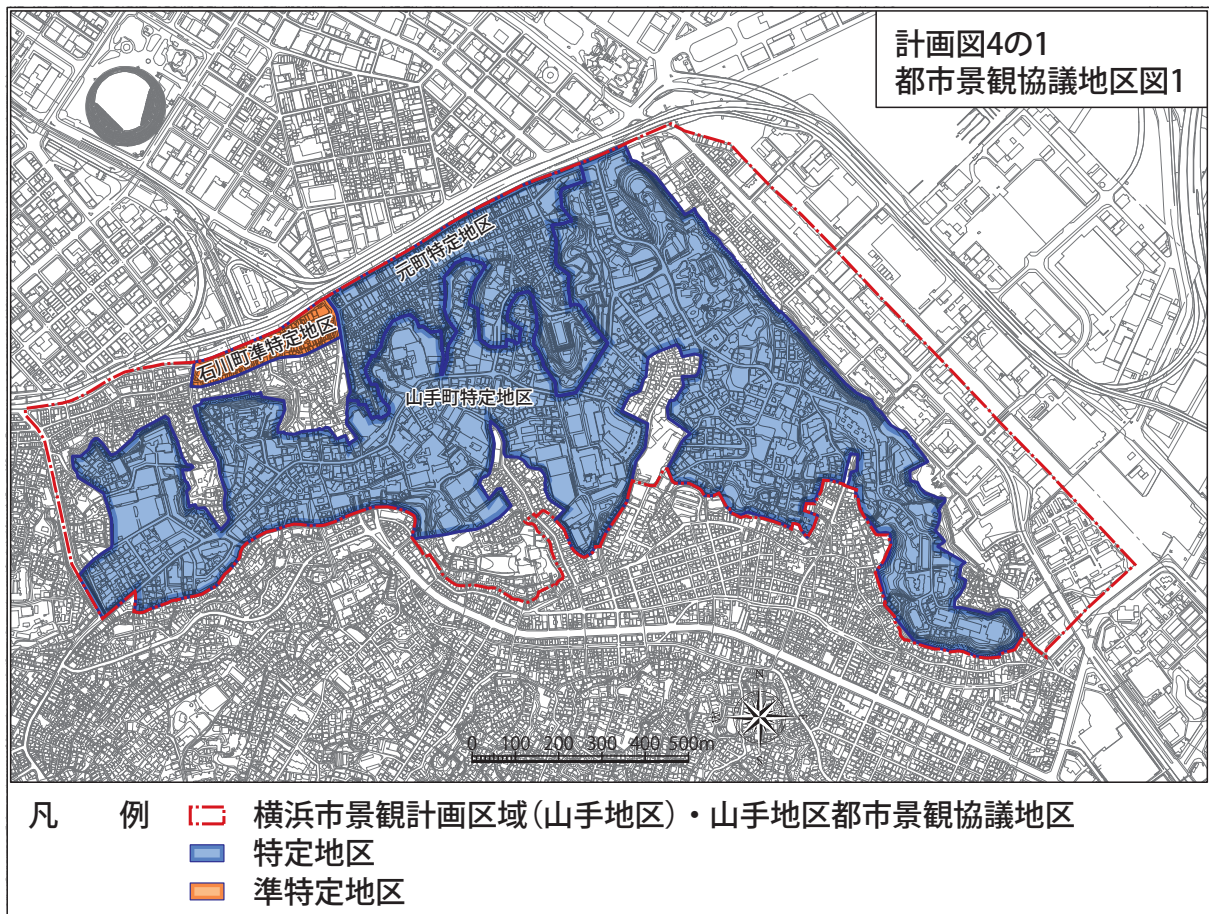 計画図4の1
都市景観協議地区図1
元町特定地区
石川町準特定地区
山手町特定地区
N
0 100 200 300 400 500m
凡 例
横浜市景観計画区域(山手地区)・山手地区都市景観協議地区
特定地区
準特定地区